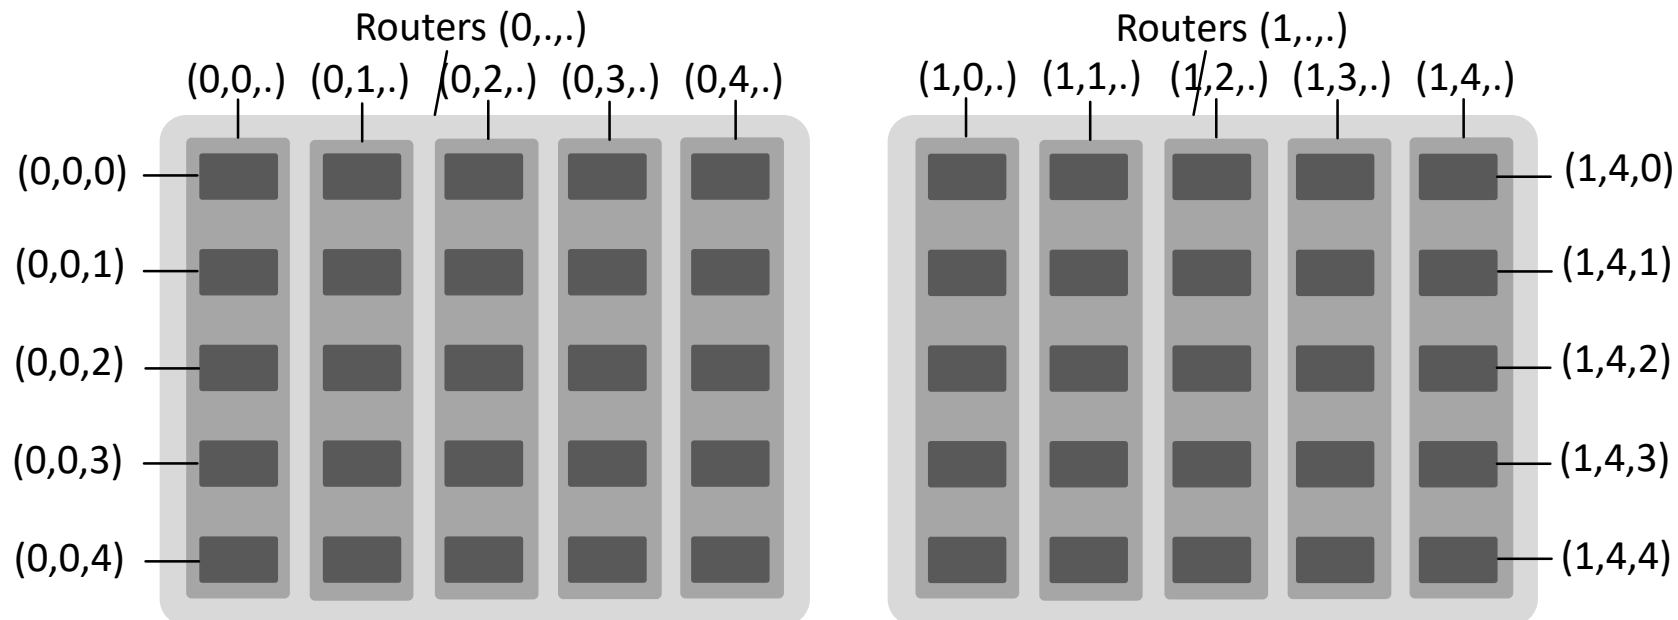 Routers (0,.,.)
(0,0,.) (0,1,.) (0,2,.) (0,3,.) (0,4,.)
(0,0,0)
(0,0,1)
(0,0,2)
(0,0,3)
(0,0,4)
Routers (1,.,.)
(1,0,.) (1,1,.) (1,2,.) (1,3,.) (1,4,.)
(1,4,0)
(1,4,1)
(1,4,2)
(1,4,3)
(1,4,4)